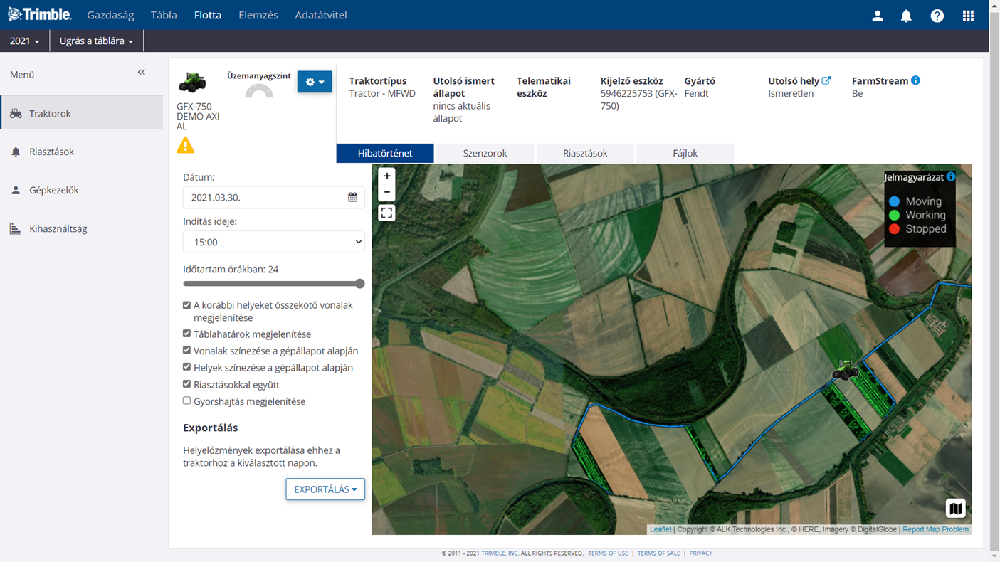 Trimble.
Gazdaság Tábla Flotta Elemzés Adatátvitel
2021 Ugrás a táblára
Menü
Traktorok
Riasztások
Gépkezelők
Kihasználtság
Üzemanyagszint
GFX-750
DEMO AXI
AL
Traktortípus
Tractor - MFWD
Utolsó ismert
állapot
nincs aktuális
állapot
Telematikai
eszköz
Kijelző eszköz
5946225753 (GFX-
750)
Gyártó
Fendt
Utolsó hely
Ismeretlen
FarmStream
Be
Hibatörténet Szenzorok Riasztások Fájlok
Dátum:
2021.03.30.
Indítás ideje:
15:00
Időtartam órákban: 24
A korábbi helyeket összekötő vonalak
megjelenítése
Táblahatárok megjelenítése
Vonalak színezése a gépállapot alapján
Helyek színezése a gépállapot alapján
Riasztásokkal együtt
Gyorshajtás megjelenítése
Exportálás
Helyelőzmények exportálása ehhez a
traktorhoz a kiválasztott napon.
EXPORTÁLÁS
+
−
Jelmagyarázat
Moving
Working
Stopped
Leaflet | Copyright © ALK Technologies Inc., © HERE, Imagery © DigitalGlobe | Report Map Problem
© 2011 - 2021 TRIMBLE, INC. ALL RIGHTS RESERVED. TERMS OF USE | TERMS OF SALE | PRIVACY